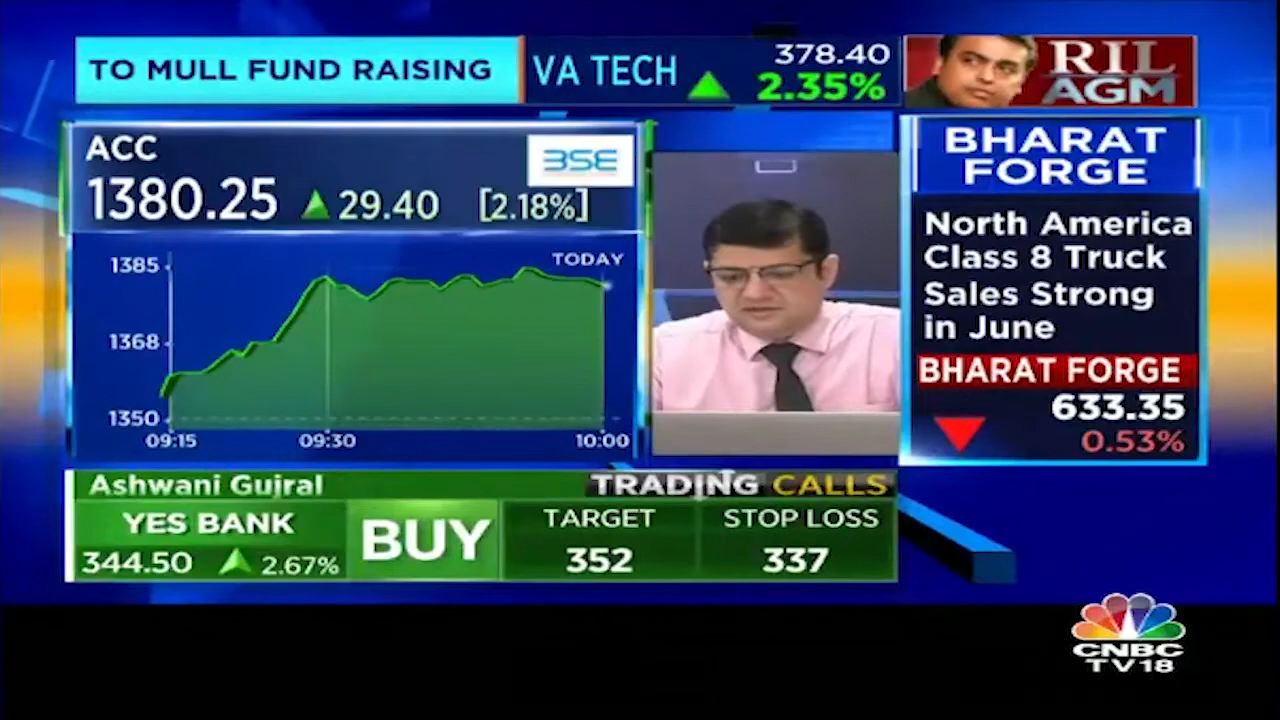 TO MULL FUND RAISING
VA TECH
378.40
2.35%
RIL
AGM
ACC
1380.25 29.40 [2.18%]
BSE
TODAY
1385
1368
1350
09:15 09:30 10:00
BHARAT
FORGE
North America
Class 8 Truck
Sales Strong
in June
BHARAT FORGE
633.35
0.53%
Ashwani Gujral
TRADING CALLS
YES BANK
344.50 2.67%
BUY
TARGET
352
STOP LOSS
337
CNBC
TV18